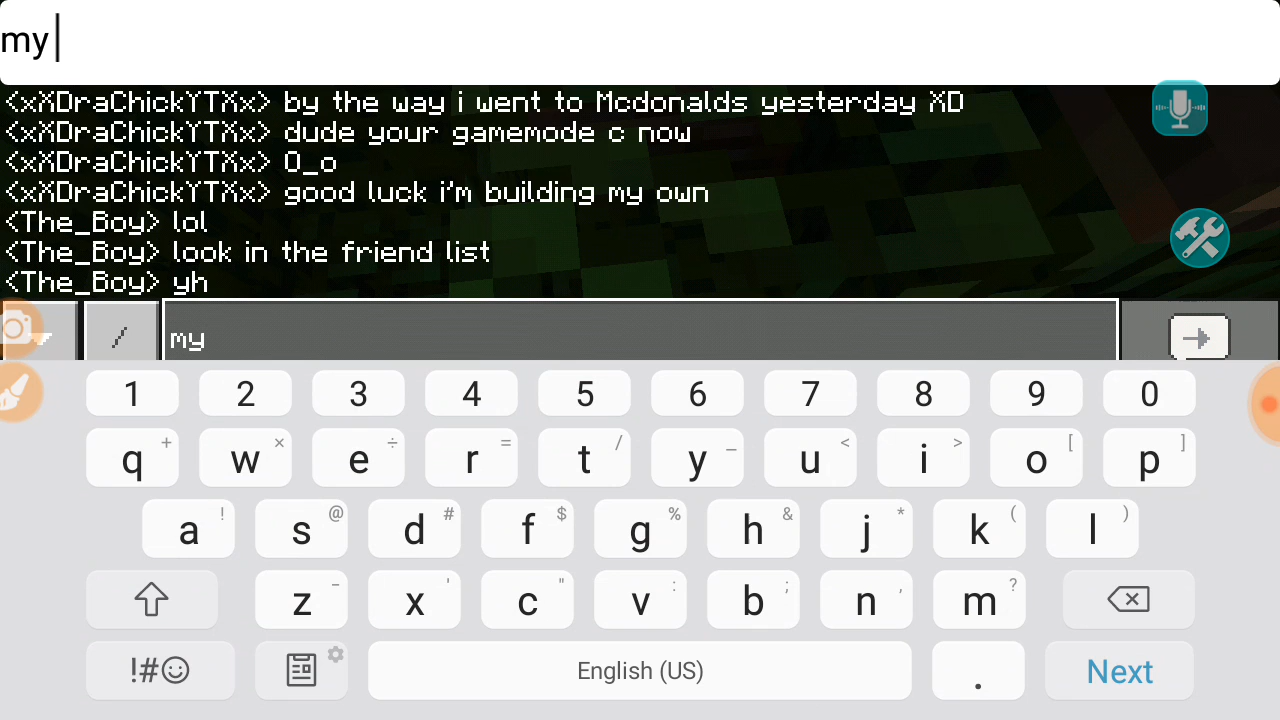 my
<xXDraChickYTXx> by the way i went to Mcdonalds yesterday XD
<xXDraChickYTXx> dude your gamemode c now
<xXDraChickYTXx> O_o
<xXDraChickYTXx> good luck i'm building my own
<The_Boy> lol
<The_Boy> look in the friend list
<The_Boy> yh
/ my
1 2 3 4 5 6 7 8 9 0
q + w × e ÷ r = t / y _ u < i > o [ p ]
a ! s @ d # f $ g % h & j * k ( l )
z - x ' c " v : b ; n , m ?
!#☺ English (US) . Next